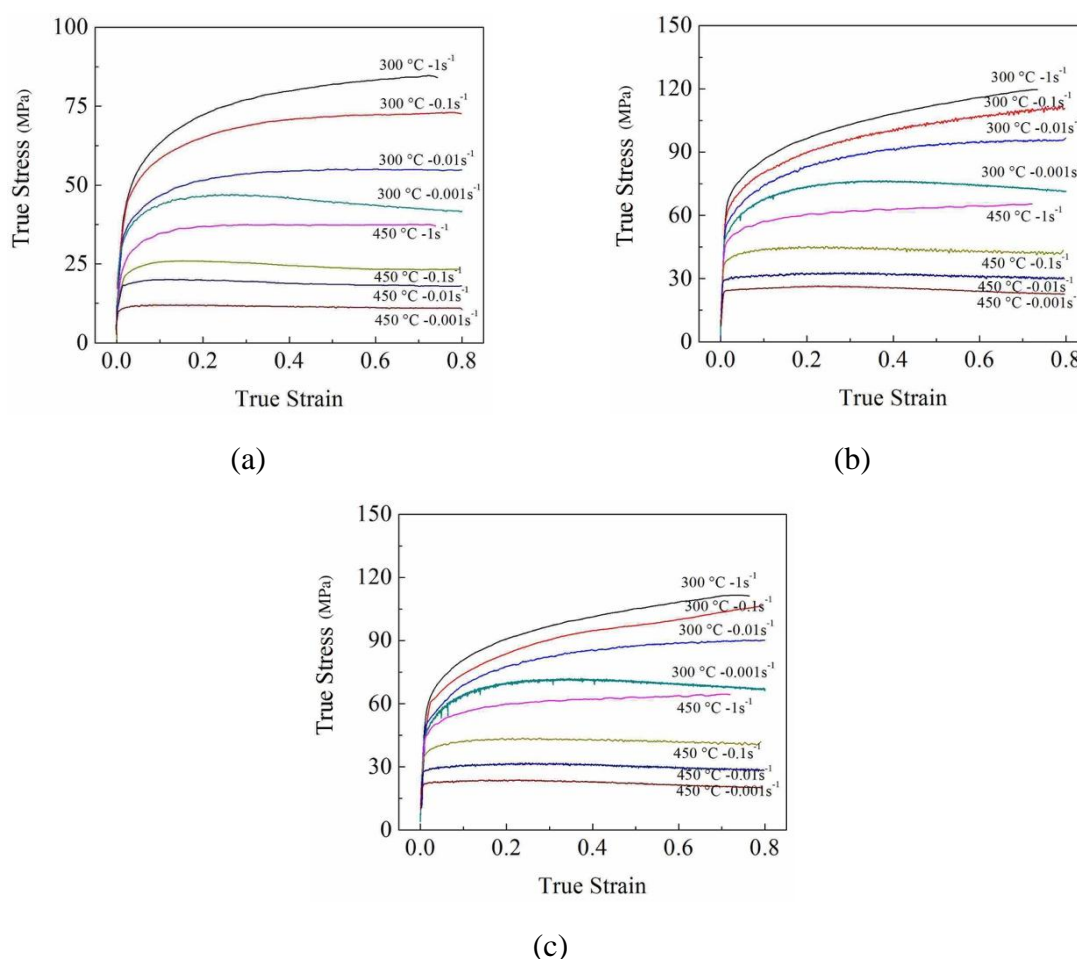 100
75
50
25
0
True Stress (MPa)
300 °C -1s⁻¹
300 °C -0.1s⁻¹
300 °C -0.01s⁻¹
300 °C -0.001s⁻¹
450 °C -1s⁻¹
450 °C -0.1s⁻¹
450 °C -0.01s⁻¹
450 °C -0.001s⁻¹
0.0 0.2 0.4 0.6 0.8
True Strain
(a)
150
120
90
60
30
0
True Stress (MPa)
300 °C -1s⁻¹
300 °C -0.1s⁻¹
300 °C -0.01s⁻¹
300 °C -0.001s⁻¹
450 °C -1s⁻¹
450 °C -0.1s⁻¹
450 °C -0.01s⁻¹
450 °C -0.001s⁻¹
0.0 0.2 0.4 0.6 0.8
True Strain
(b)
150
120
90
60
30
0
True Stress (MPa)
300 °C -1s⁻¹
300 °C -0.1s⁻¹
300 °C -0.01s⁻¹
300 °C -0.001s⁻¹
450 °C -1s⁻¹
450 °C -0.1s⁻¹
450 °C -0.01s⁻¹
450 °C -0.001s⁻¹
0.0 0.2 0.4 0.6 0.8
True Strain
(c)